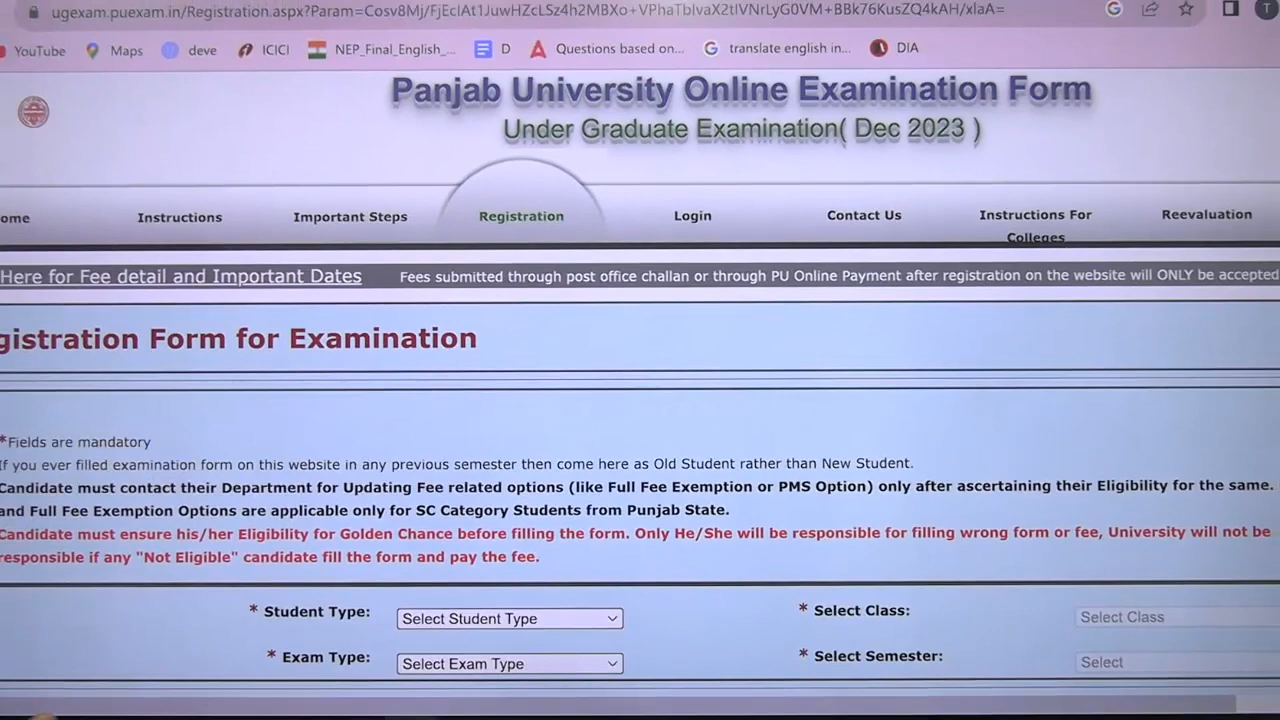 ugexam.puexam.in/Registration.aspx?Param=Cosv8Mj/FjEclAt1JuwHZcLSz4h2MBXo+VPhaTbIvaX2tIVNrLyG0VM+BBk76KusZQ4kAH/xlaA=
YouTube Maps deve ICICI NEP_Final_English_... D Questions based on... translate english in... DIA
Panjab University Online Examination Form
Under Graduate Examination( Dec 2023 )
ome Instructions Important Steps Registration Login Contact Us Instructions For Colleges Reevaluation
Here for Fee detail and Important Dates Fees submitted through post office challan or through PU Online Payment after registration on the website will ONLY be accepted
gistration Form for Examination
*Fields are mandatory
If you ever filled examination form on this website in any previous semester then come here as Old Student rather than New Student.
Candidate must contact their Department for Updating Fee related options (like Full Fee Exemption or PMS Option) only after ascertaining their Eligibility for the same.
and Full Fee Exemption Options are applicable only for SC Category Students from Punjab State.
Candidate must ensure his/her Eligibility for Golden Chance before filling the form. Only He/She will be responsible for filling wrong form or fee, University will not be
responsible if any "Not Eligible" candidate fill the form and pay the fee.
* Student Type: Select Student Type * Select Class: Select Class
* Exam Type: Select Exam Type * Select Semester: Select